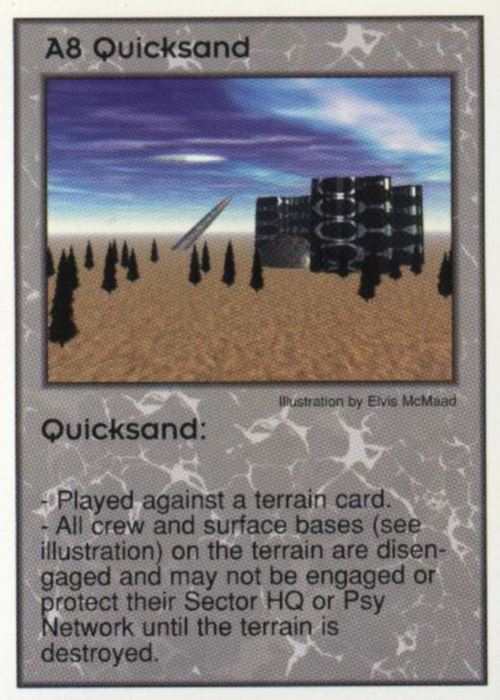 A8 Quicksand
Illustration by Elvis McMaad
Quicksand:
- Played against a terrain card.
- All crew and surface bases (see
illustration) on the terrain are disen-
gaged and may not be engaged or
protect their Sector HQ or Psy
Network until the terrain is
destroyed.